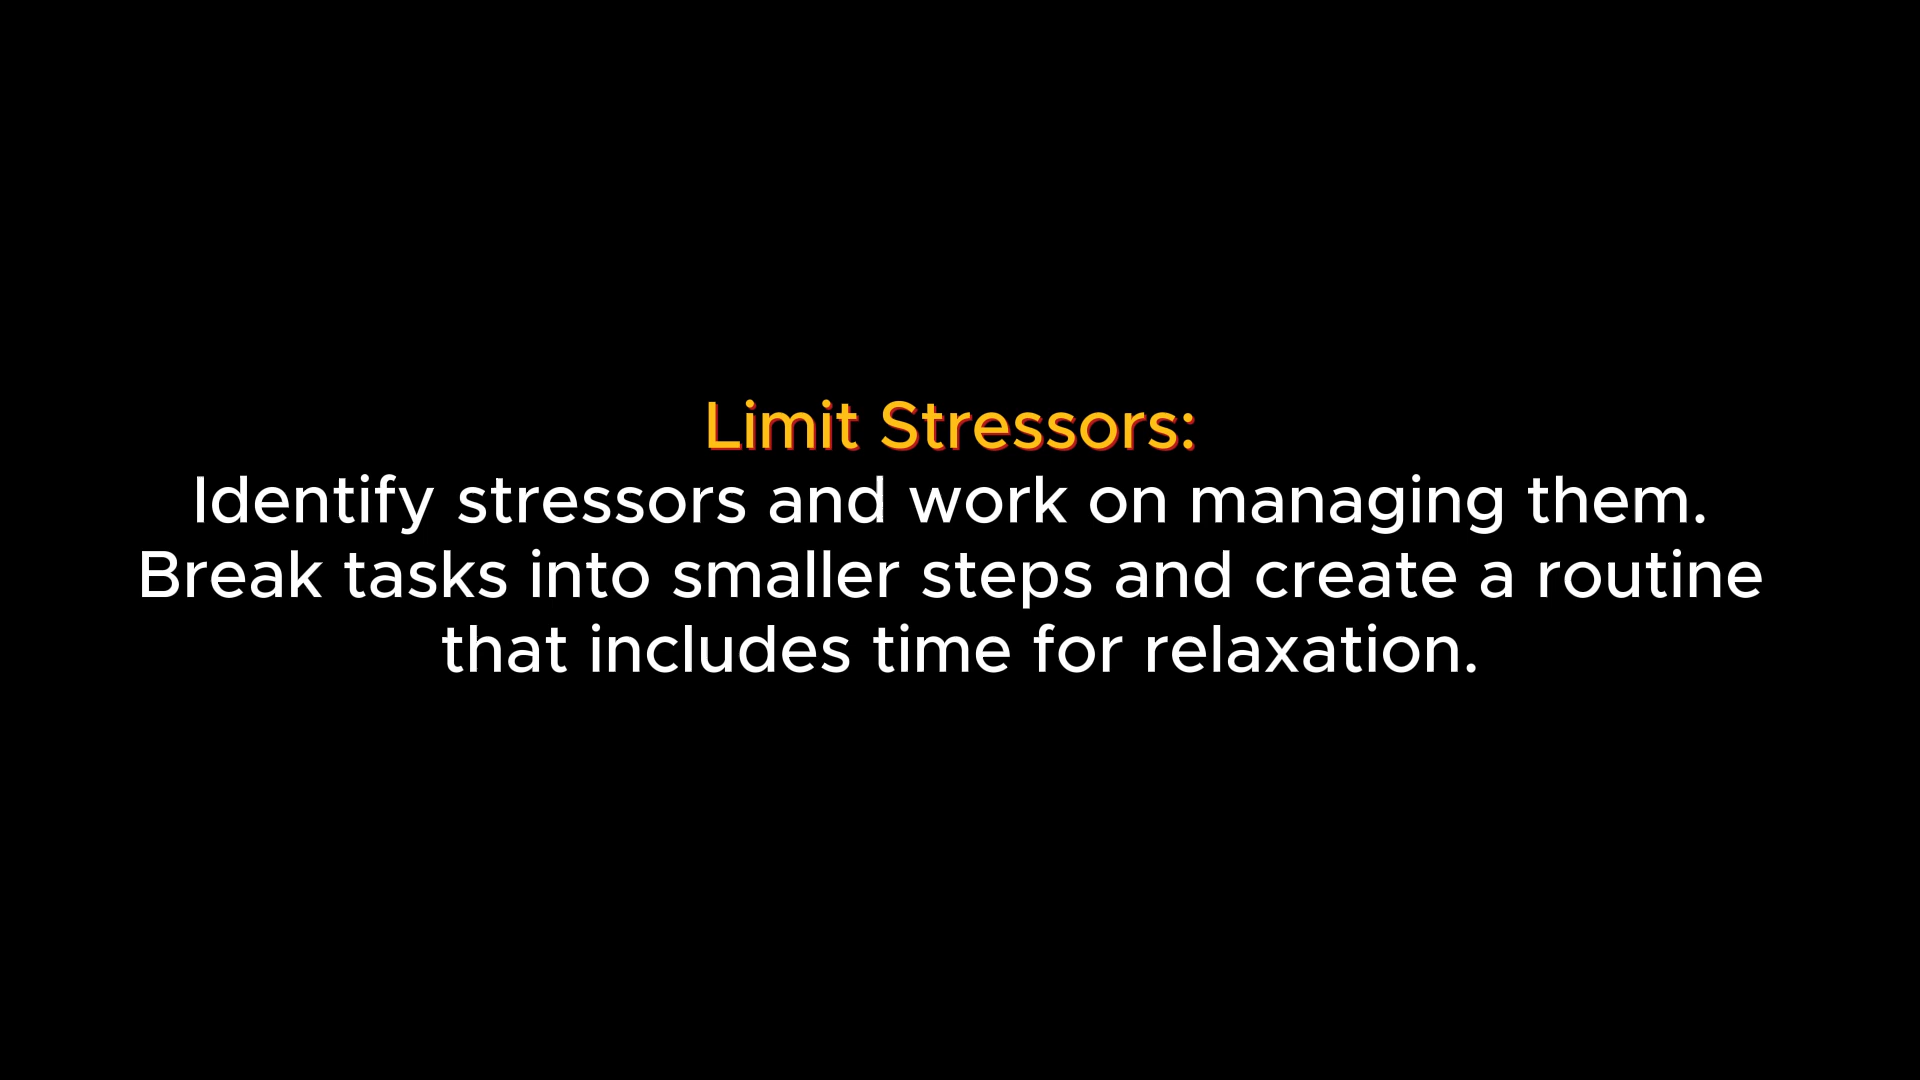 Limit Stressors:
Identify stressors and work on managing them.
Break tasks into smaller steps and create a routine
that includes time for relaxation.